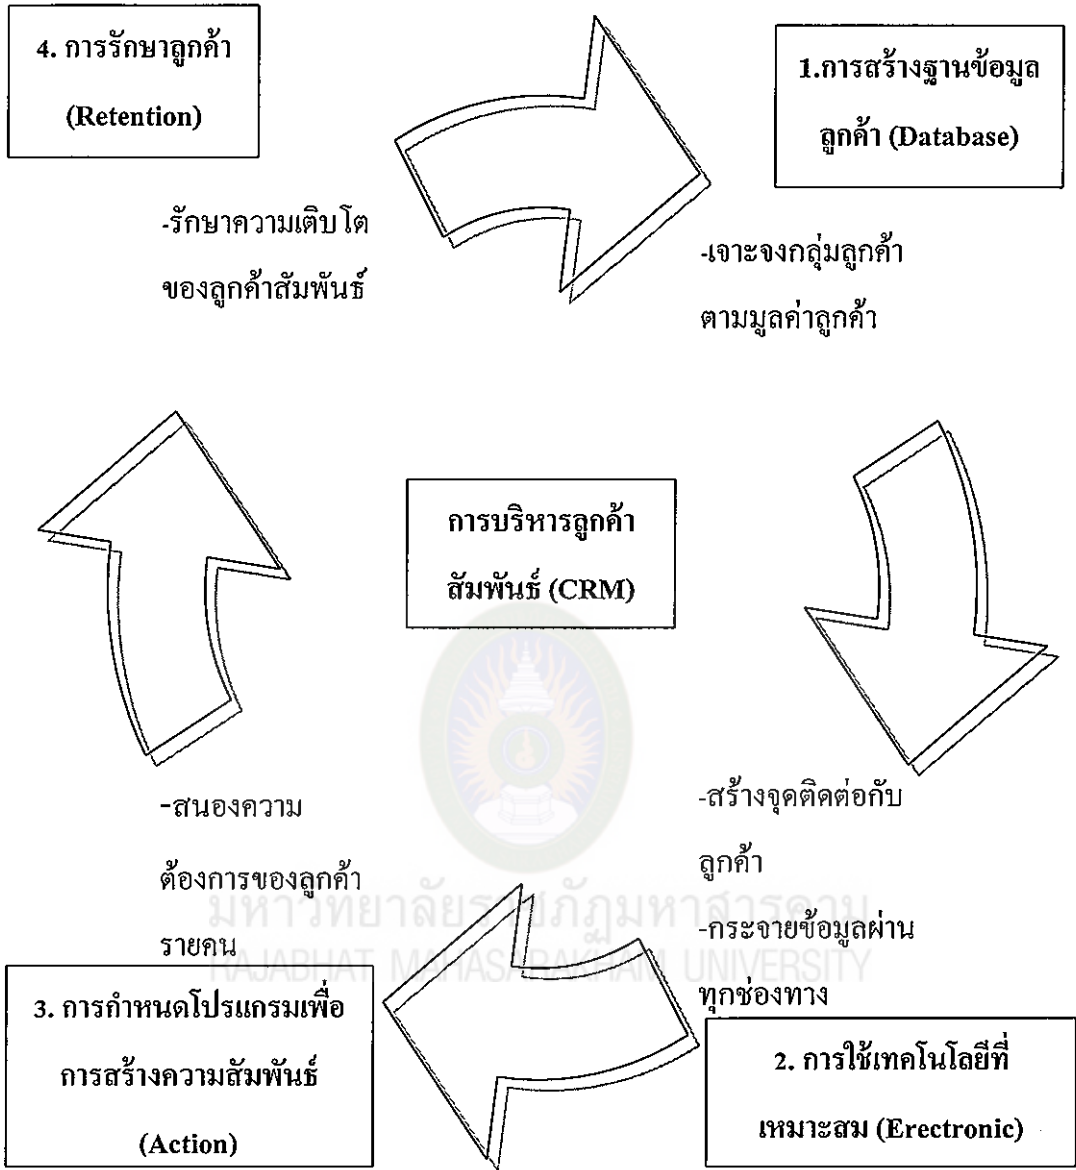 4. การรักษาลูกค้า
(Retention)
-รักษาความเติบโต
ของลูกค้าสัมพันธ์
1.การสร้างฐานข้อมูล
ลูกค้า (Database)
-เจาะจงกลุ่มลูกค้า
ตามมูลค่าลูกค้า
การบริหารลูกค้า
สัมพันธ์ (CRM)
-สนองความ
ต้องการของลูกค้า
รายคน
-สร้างจุดติดต่อกับ
ลูกค้า
-กระจายข้อมูลผ่าน
ทุกช่องทาง
มหาวิทยาลัยราชภัฏมหาสารคาม
RAJABHAT MAHASARAKHAM UNIVERSITY
3. การกำหนดโปรแกรมเพื่อ
การสร้างความสัมพันธ์
(Action)
2. การใช้เทคโนโลยีที่
เหมาะสม (Erectronic)